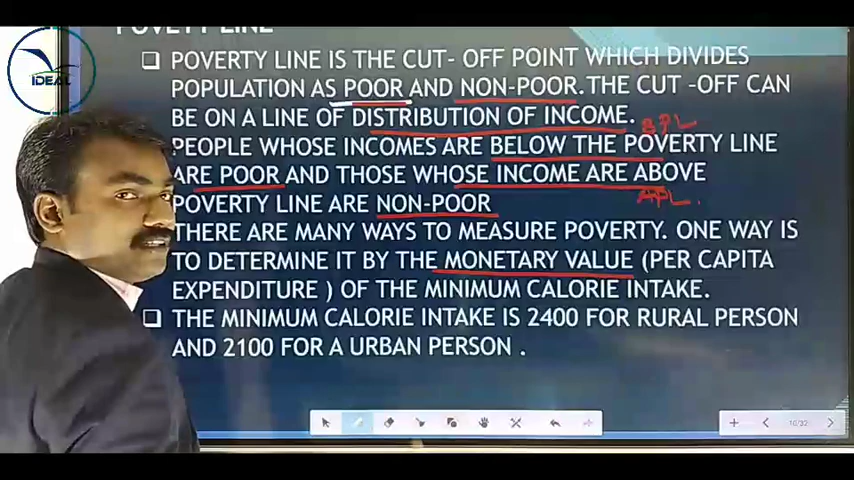 POVETY LINE
IDEAL
POVERTY LINE IS THE CUT- OFF POINT WHICH DIVIDES
POPULATION AS POOR AND NON-POOR.THE CUT -OFF CAN
BE ON A LINE OF DISTRIBUTION OF INCOME.
BPL
PEOPLE WHOSE INCOMES ARE BELOW THE POVERTY LINE
ARE POOR AND THOSE WHOSE INCOME ARE ABOVE
APL
POVERTY LINE ARE NON-POOR
THERE ARE MANY WAYS TO MEASURE POVERTY. ONE WAY IS
TO DETERMINE IT BY THE MONETARY VALUE (PER CAPITA
EXPENDITURE ) OF THE MINIMUM CALORIE INTAKE.
THE MINIMUM CALORIE INTAKE IS 2400 FOR RURAL PERSON
AND 2100 FOR A URBAN PERSON .
10/22